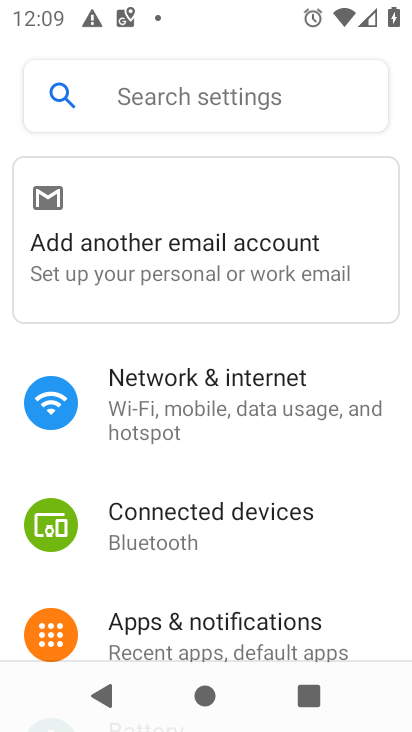 12:09
Search settings
Add another email account
Set up your personal or work email
Network & internet
Wi-Fi, mobile, data usage, and
hotspot
Connected devices
Bluetooth
Apps & notifications
Recent apps, default apps
Battery